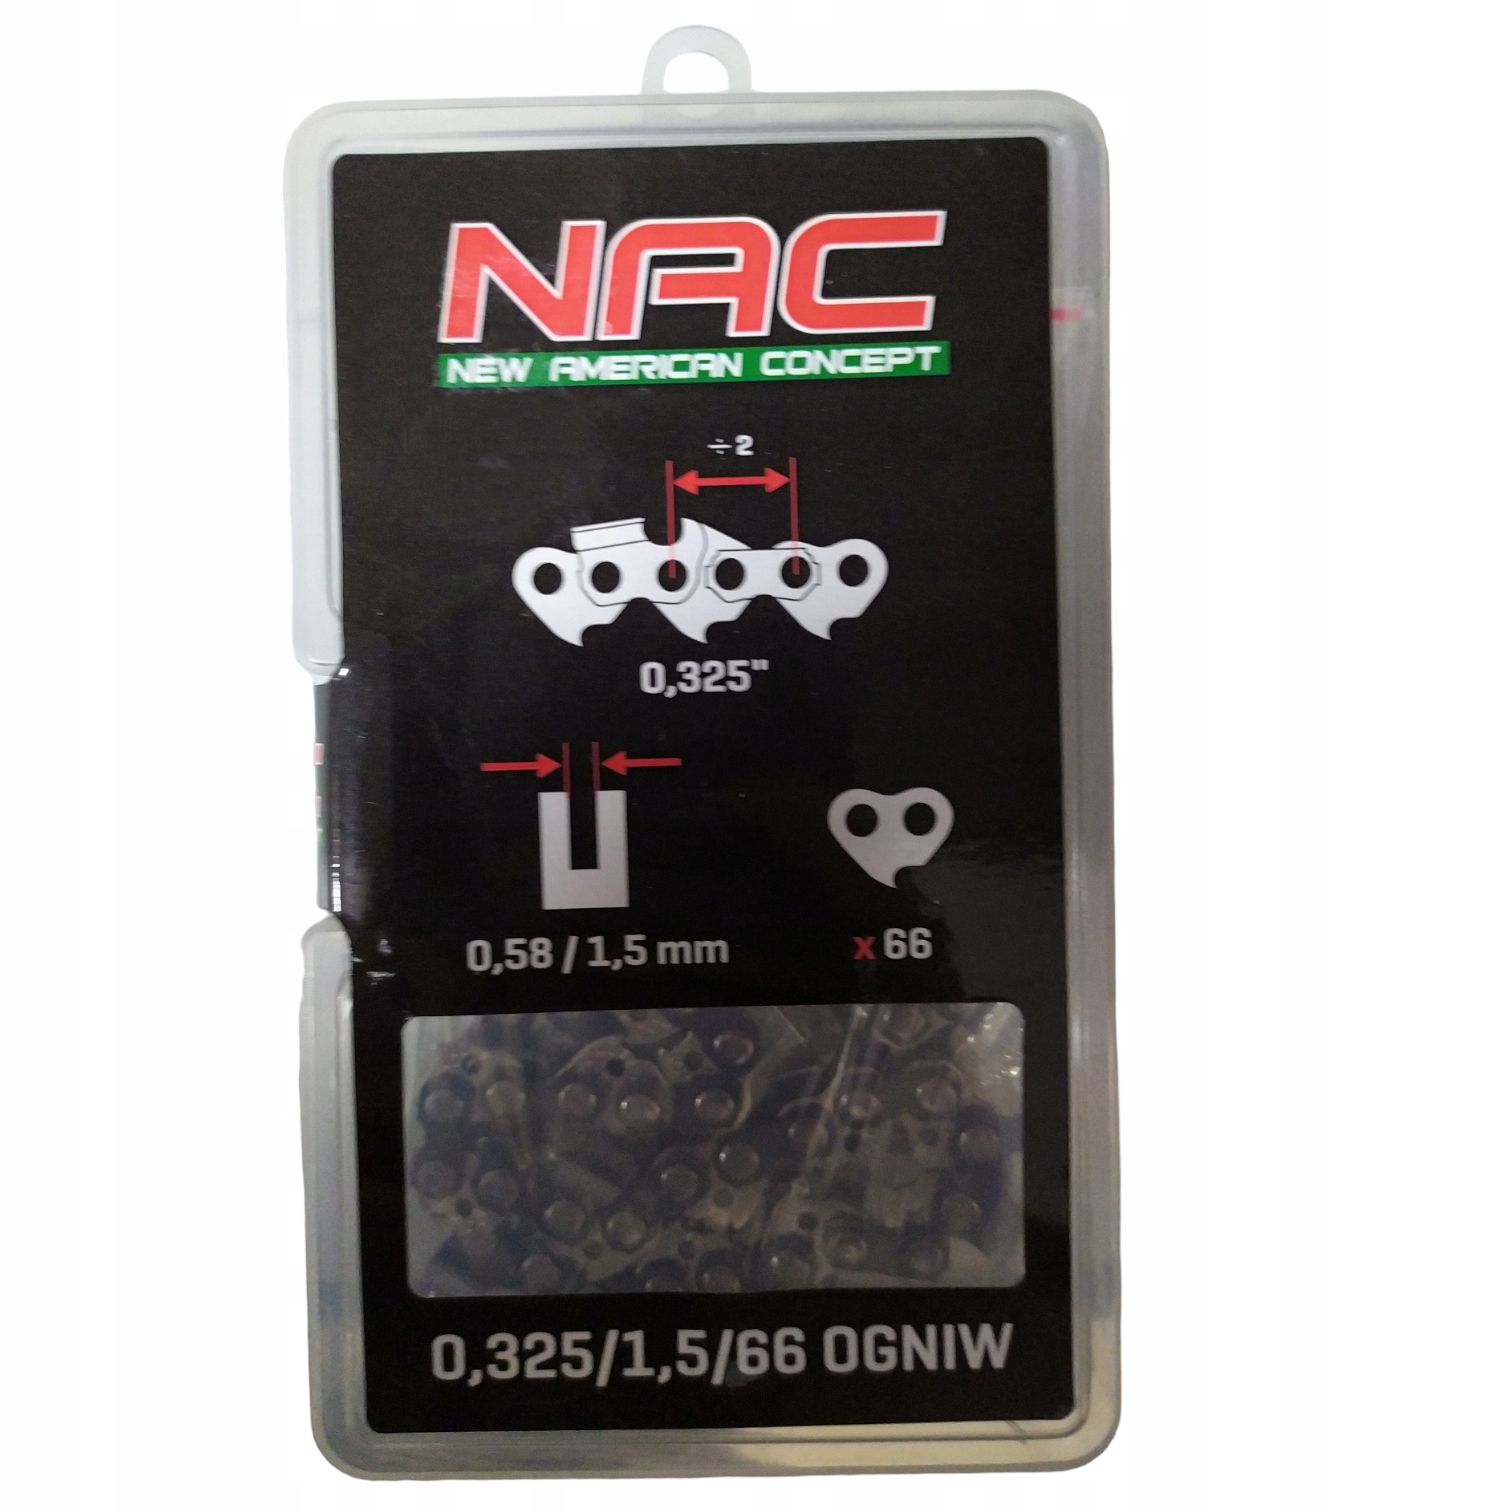 NAC
NEW AMERICAN CONCEPT
÷2
0,325"
0,58 / 1,5 mm
x 66
0,325/1,5/66 OGNIW